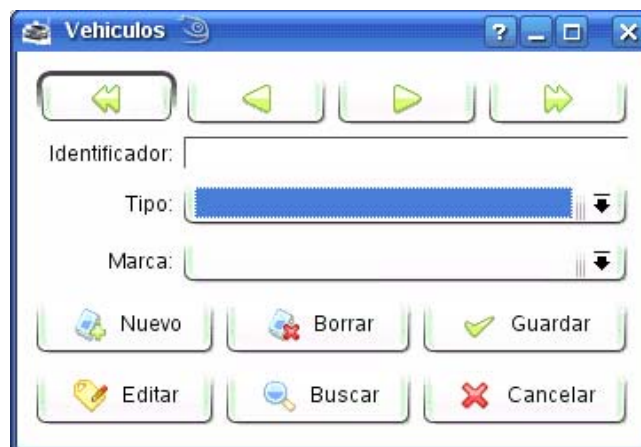 Vehiculos ?
Identificador:
Tipo:
Marca:
Nuevo Borrar Guardar
Editar Buscar Cancelar